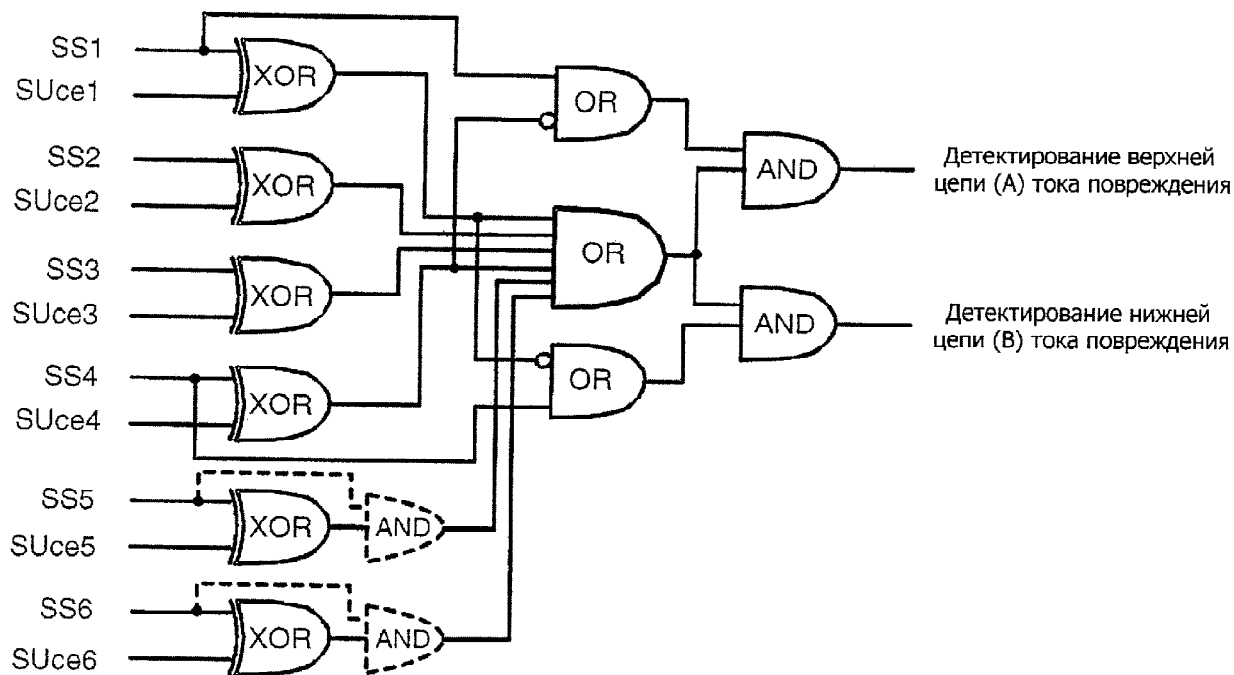 SS1
XOR
SUce1
OR
SS2
XOR
SUce2
AND
Детектирование верхней
цепи (A) тока повреждения
SS3
XOR
SUce3
OR
AND
Детектирование нижней
цепи (B) тока повреждения
SS4
XOR
SUce4
OR
SS5
XOR
AND
SUce5
SS6
XOR
AND
SUce6